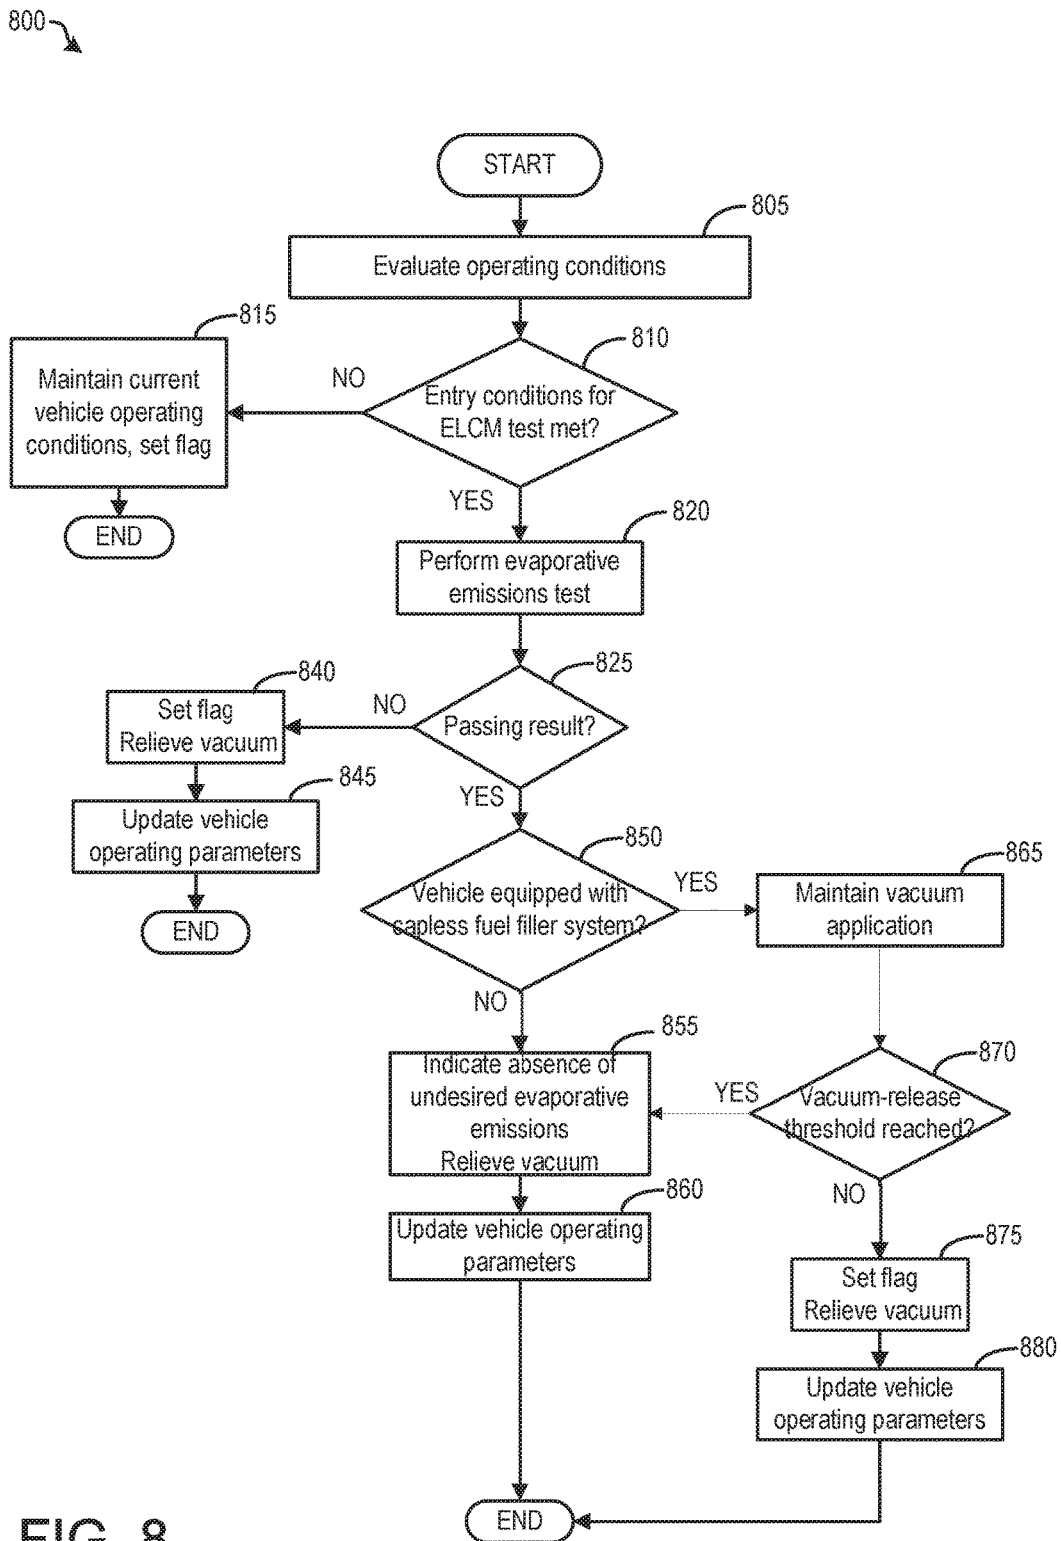 800
START
805
Evaluate operating conditions
815
810
Maintain current
vehicle operating
conditions, set flag
NO
Entry conditions for
ELCM test met?
YES
END
820
Perform evaporative
emissions test
825
840
Set flag
Relieve vacuum
NO
Passing result?
845
YES
Update vehicle
operating parameters
END
850
Vehicle equipped with
capless fuel filler system?
YES
865
Maintain vacuum
application
NO
855
Indicate absence of
undesired evaporative
emissions
Relieve vacuum
870
YES
Vacuum-release
threshold reached?
NO
860
Update vehicle operating
parameters
875
Set flag
Relieve vacuum
880
Update vehicle
operating parameters
END
FIG. 8